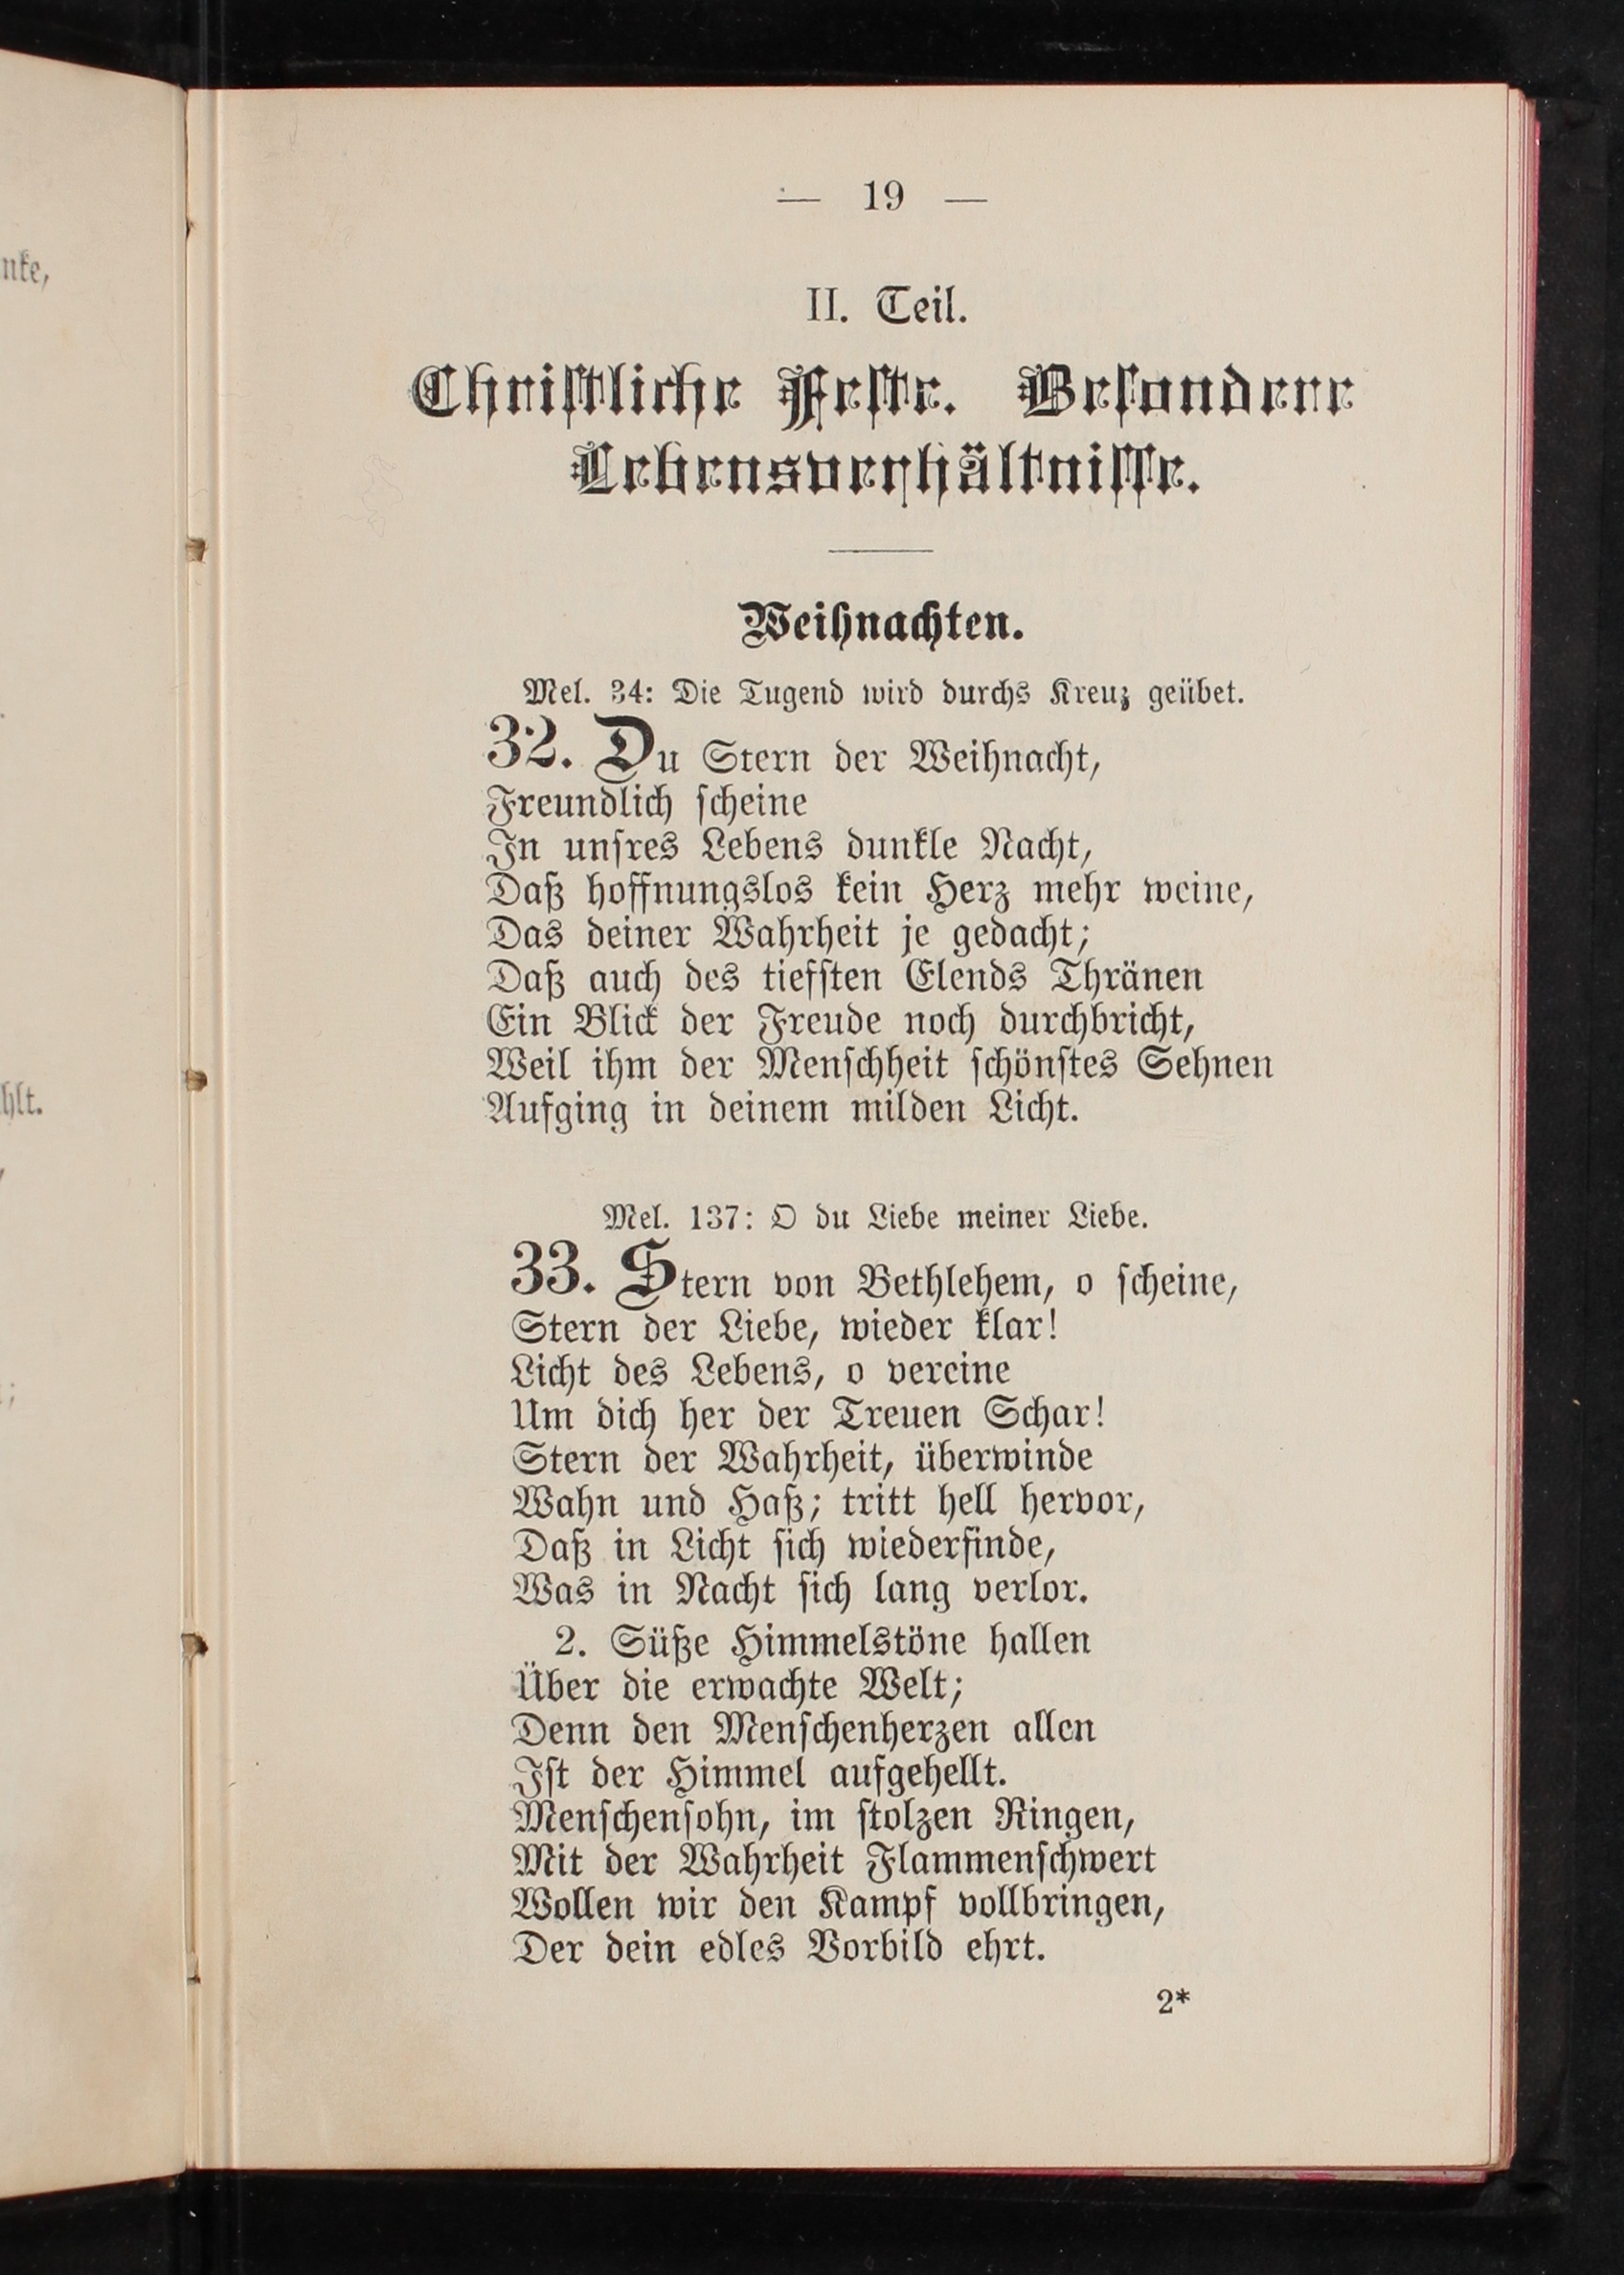 nke,
hlt.
— 19 —
II. Teil.
Christliche Feste. Besondere
Lebensverhältnisse.
Weihnachten.
Mel. 34: Die Tugend wird durchs Kreuz geübet.
32. Du Stern der Weihnacht,
Freundlich scheine
In unsres Lebens dunkle Nacht,
Daß hoffnungslos kein Herz mehr weine,
Das deiner Wahrheit je gedacht;
Daß auch des tiefsten Elends Thränen
Ein Blick der Freude noch durchbricht,
Weil ihm der Menschheit schönstes Sehnen
Aufging in deinem milden Licht.
Mel. 137: O du Liebe meiner Liebe.
33. Stern von Bethlehem, o scheine,
Stern der Liebe, wieder klar!
Licht des Lebens, o vereine
Um dich her der Treuen Schar!
Stern der Wahrheit, überwinde
Wahn und Haß; tritt hell hervor,
Daß in Licht sich wiederfinde,
Was in Nacht sich lang verlor.
2. Süße Himmelstöne hallen
Über die erwachte Welt;
Denn den Menschenherzen allen
Ist der Himmel aufgehellt.
Menschensohn, im stolzen Ringen,
Mit der Wahrheit Flammenschwert
Wollen wir den Kampf vollbringen,
Der dein edles Vorbild ehrt.
2*